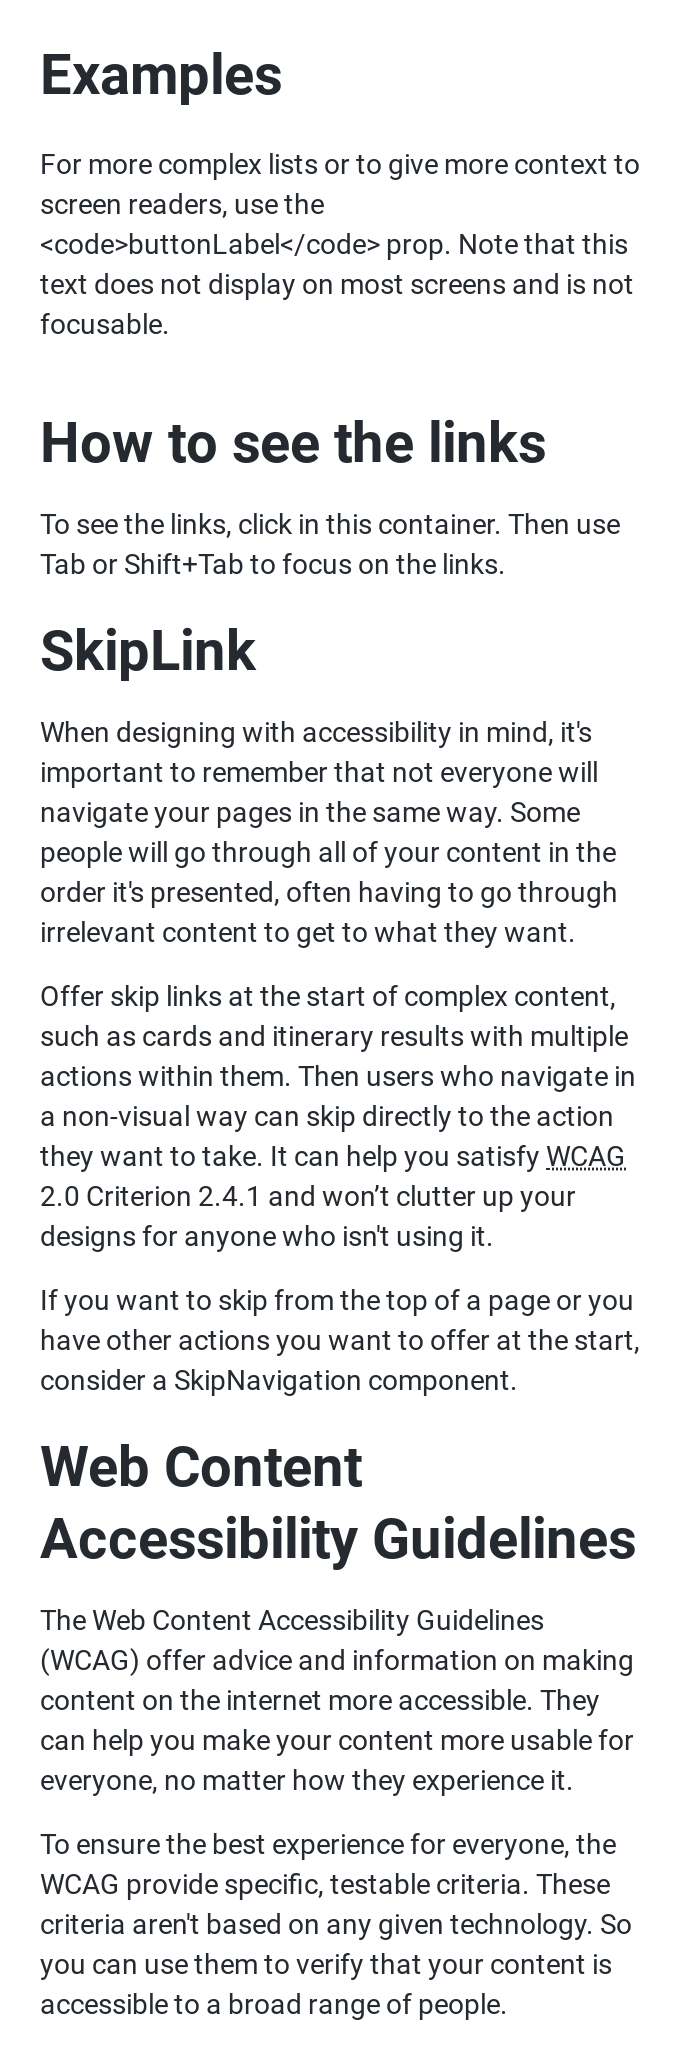 Examples
For more complex lists or to give more context to
screen readers, use the
<code>buttonLabel</code> prop. Note that this
text does not display on most screens and is not
focusable.
How to see the links
To see the links, click in this container. Then use
Tab or Shift+Tab to focus on the links.
SkipLink
When designing with accessibility in mind, it's
important to remember that not everyone will
navigate your pages in the same way. Some
people will go through all of your content in the
order it's presented, often having to go through
irrelevant content to get to what they want.
Offer skip links at the start of complex content,
such as cards and itinerary results with multiple
actions within them. Then users who navigate in
a non-visual way can skip directly to the action
they want to take. It can help you satisfy WCAG
2.0 Criterion 2.4.1 and won’t clutter up your
designs for anyone who isn't using it.
If you want to skip from the top of a page or you
have other actions you want to offer at the start,
consider a SkipNavigation component.
Web Content
Accessibility Guidelines
The Web Content Accessibility Guidelines
(WCAG) offer advice and information on making
content on the internet more accessible. They
can help you make your content more usable for
everyone, no matter how they experience it.
To ensure the best experience for everyone, the
WCAG provide specific, testable criteria. These
criteria aren't based on any given technology. So
you can use them to verify that your content is
accessible to a broad range of people.